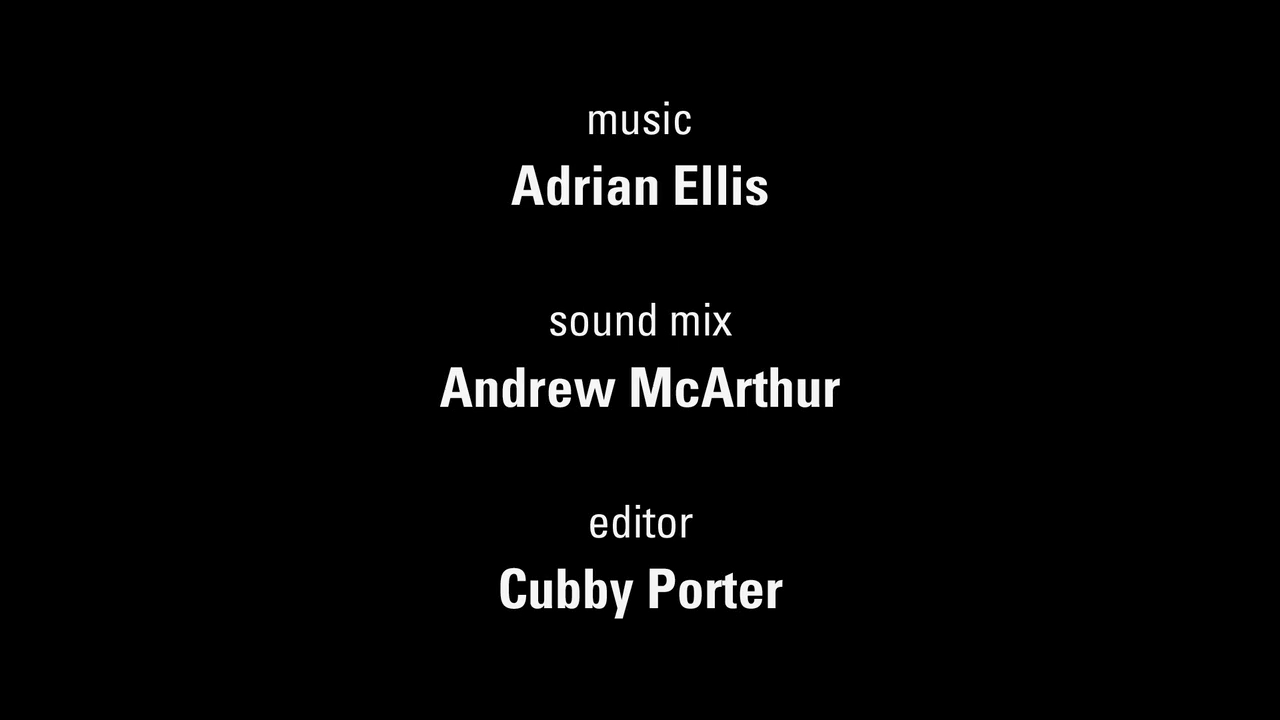 music
Adrian Ellis
sound mix
Andrew McArthur
editor
Cubby Porter